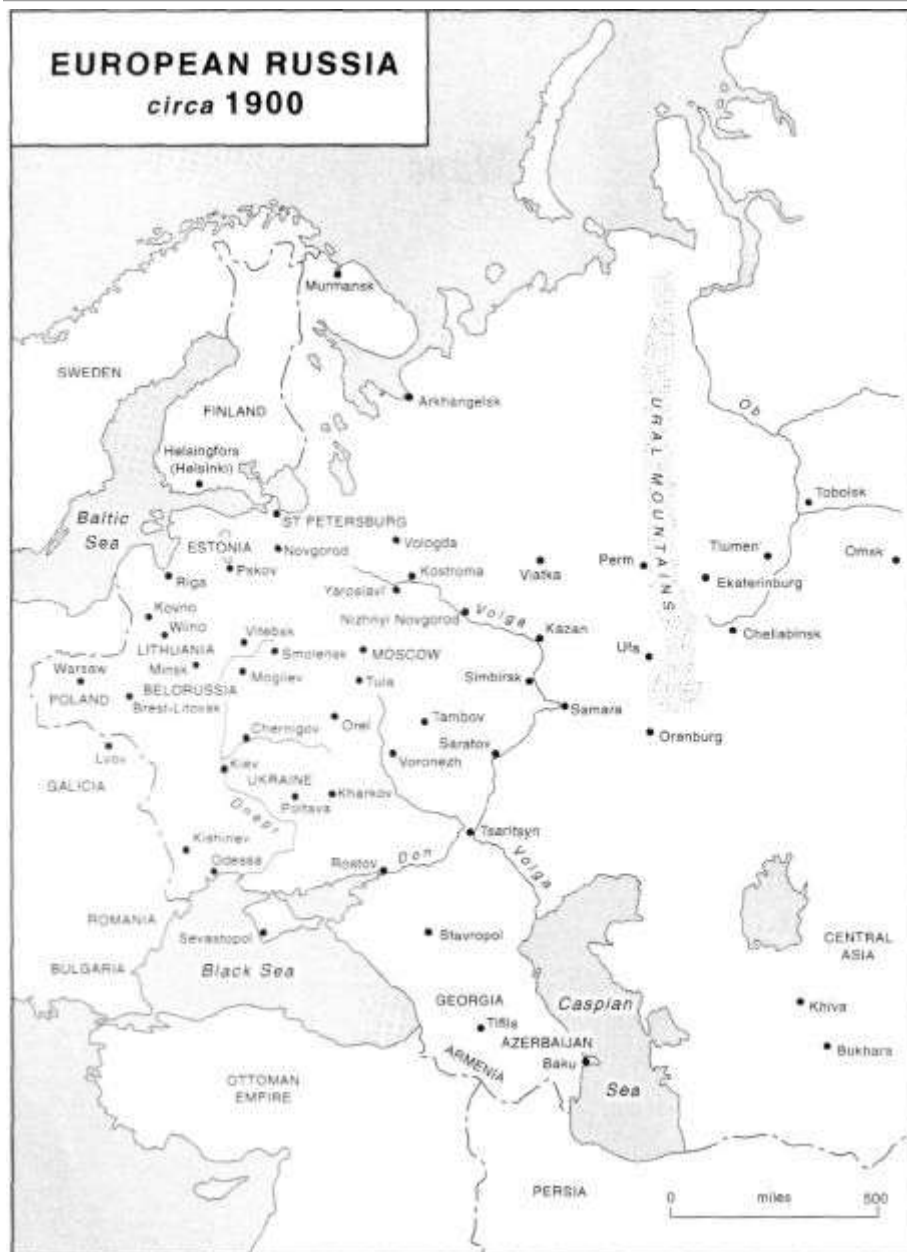 EUROPEAN RUSSIA
circa 1900
Murmansk
SWEDEN
FINLAND
Arkhangelsk
URAL MOUNTAINS
Ob
Helsingfors
(Helsinki)
Tobolsk
Baltic
Sea
ST PETERSBURG
ESTONIA
Novgorod
Vologda
Pskov
Riga
Kostroma
Viatka
Perm
Tiumen'
Omsk
Ekaterinburg
Yaroslavl
Kovno
Nizhnyi Novgorod
Volga
Kazan
Cheliabinsk
Wilno
Vitebsk
LITHUANIA
Smolensk
MOSCOW
Ufa
Warsaw
Minsk
Mogilev
Tula
Simbirsk
POLAND
BELORUSSIA
Brest-Litovsk
Samara
Orel
Tambov
Chernigov
Saratov
Orenburg
Lvov
Voronezh
Kiev
GALICIA
UKRAINE
Kharkov
Poltava
Dnepr
Tsaritsyn
Kishinev
Don
Volga
Odessa
Rostov
ROMANIA
Sevastopol
Stavropol
CENTRAL
ASIA
BULGARIA
Black Sea
Caspian
Sea
GEORGIA
Khiva
Tiflis
AZERBAIJAN
Baku
ARMENIA
Bukhara
OTTOMAN
EMPIRE
PERSIA
0 miles 500